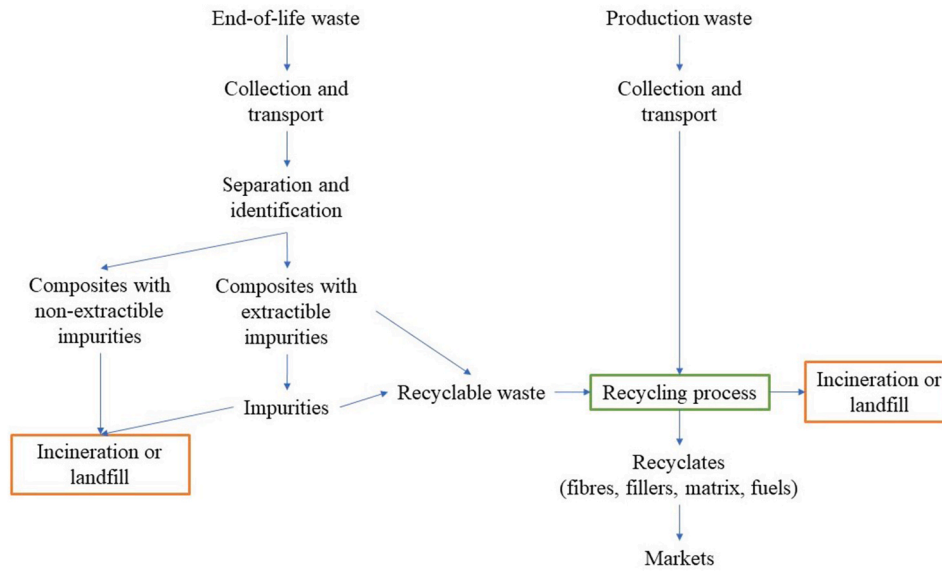 End-of-life waste
Production waste
Collection and
transport
Collection and
transport
Separation and
identification
Composites with
non-extractible
impurities
Composites with
extractible
impurities
Impurities
Recyclable waste
Recycling process
Incineration or
landfill
Incineration or
landfill
Recyclates
(fibres, fillers, matrix, fuels)
Markets